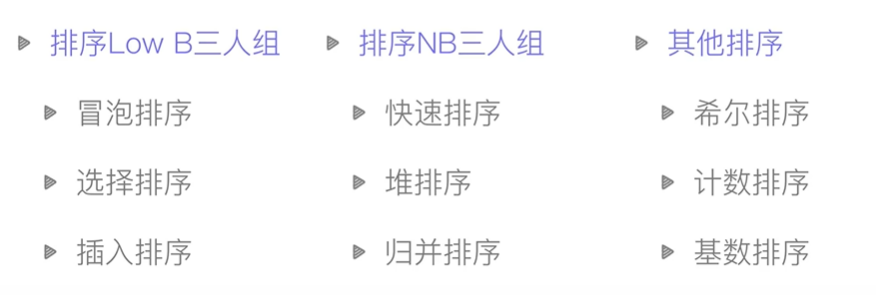 排序Low B三人组
冒泡排序
选择排序
插入排序
排序NB三人组
快速排序
堆排序
归并排序
其他排序
希尔排序
计数排序
基数排序